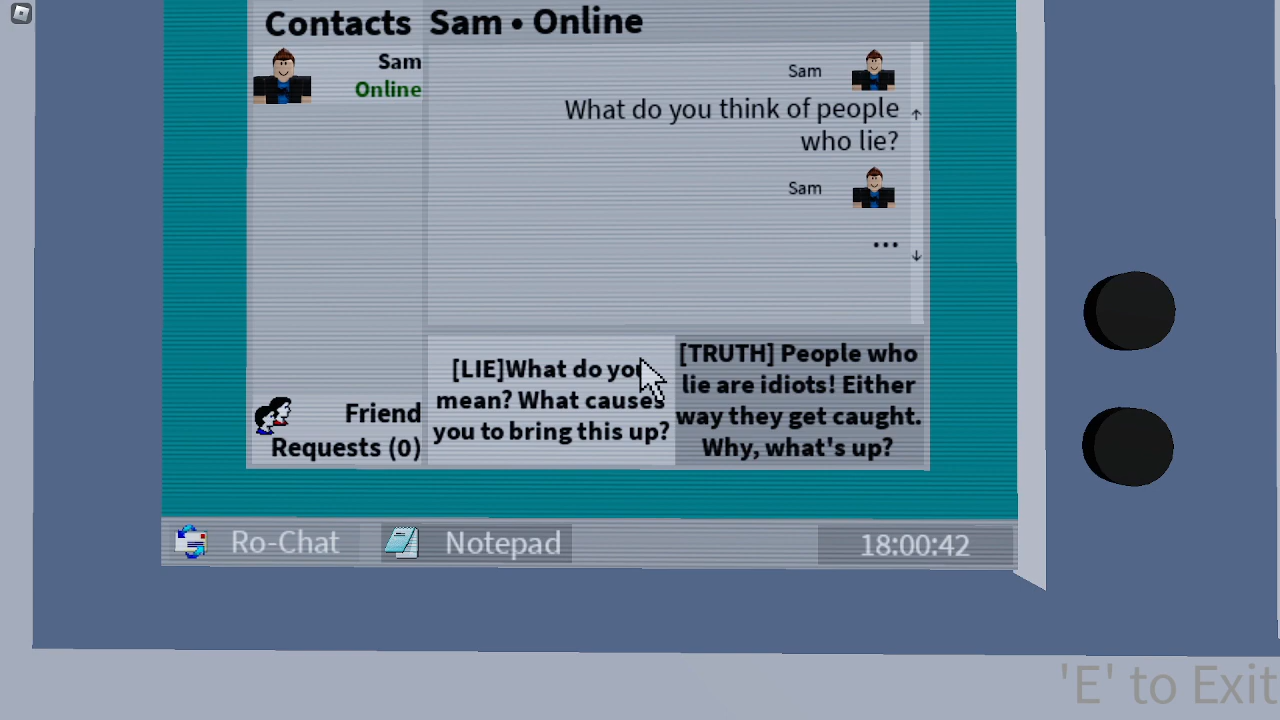 Contacts
Sam • Online
Sam
Online
Sam
What do you think of people
who lie?
Sam
...
[LIE]What do you
mean? What causes
you to bring this up?
[TRUTH] People who
lie are idiots! Either
way they get caught.
Why, what's up?
Friend
Requests (0)
Ro-Chat
Notepad
18:00:42
'E' to Exit